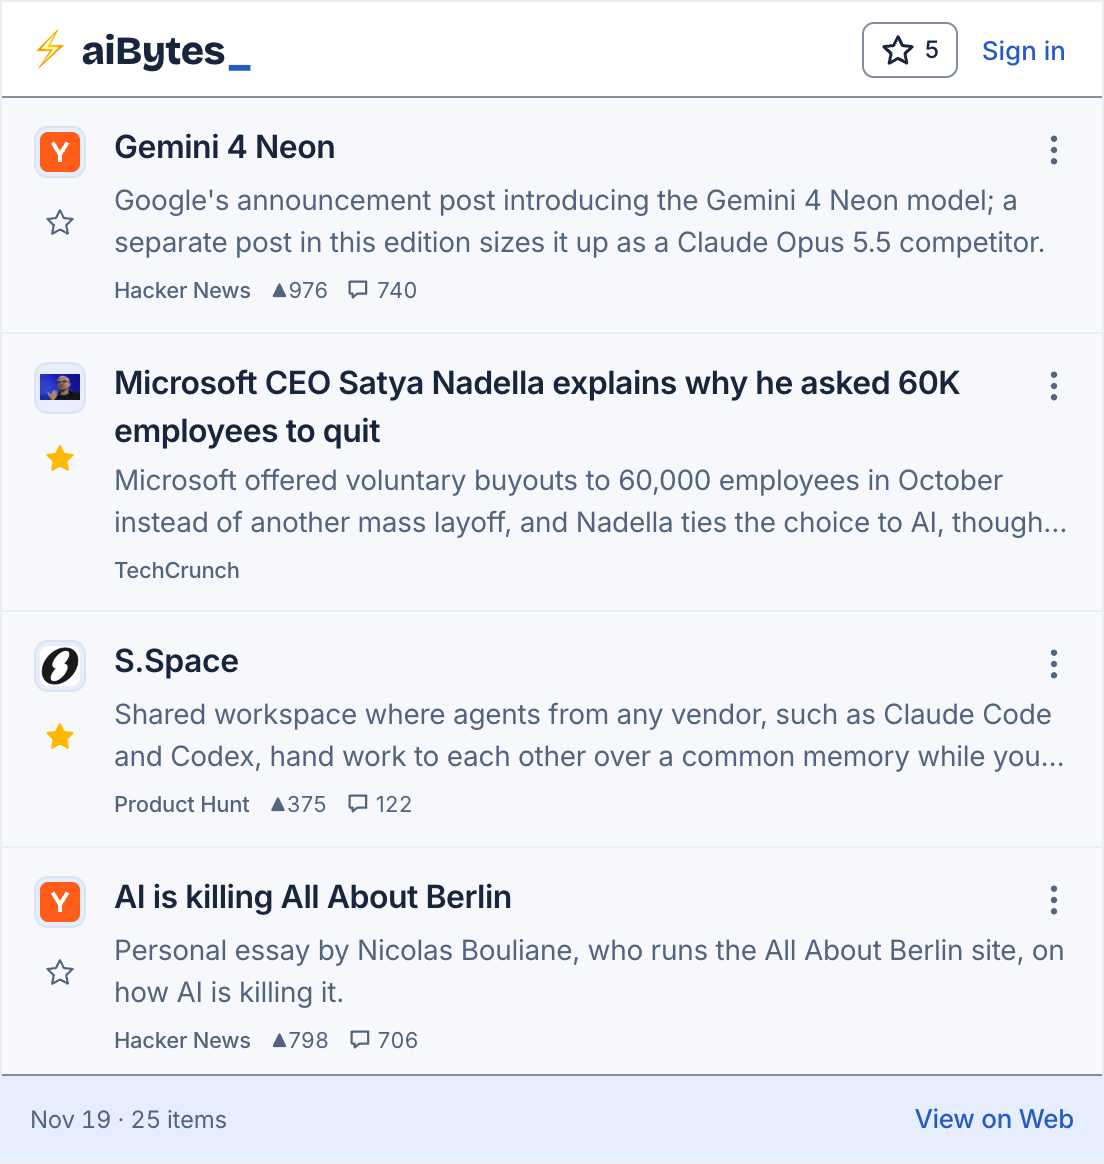 aiBytes_
5
Sign in
Gemini 4 Neon
Google's announcement post introducing the Gemini 4 Neon model; a
separate post in this edition sizes it up as a Claude Opus 5.5 competitor.
Hacker News ▲976 740
Microsoft CEO Satya Nadella explains why he asked 60K
employees to quit
Microsoft offered voluntary buyouts to 60,000 employees in October
instead of another mass layoff, and Nadella ties the choice to AI, though...
TechCrunch
S.Space
Shared workspace where agents from any vendor, such as Claude Code
and Codex, hand work to each other over a common memory while you...
Product Hunt ▲375 122
AI is killing All About Berlin
Personal essay by Nicolas Bouliane, who runs the All About Berlin site, on
how AI is killing it.
Hacker News ▲798 706
Nov 19 · 25 items
View on Web